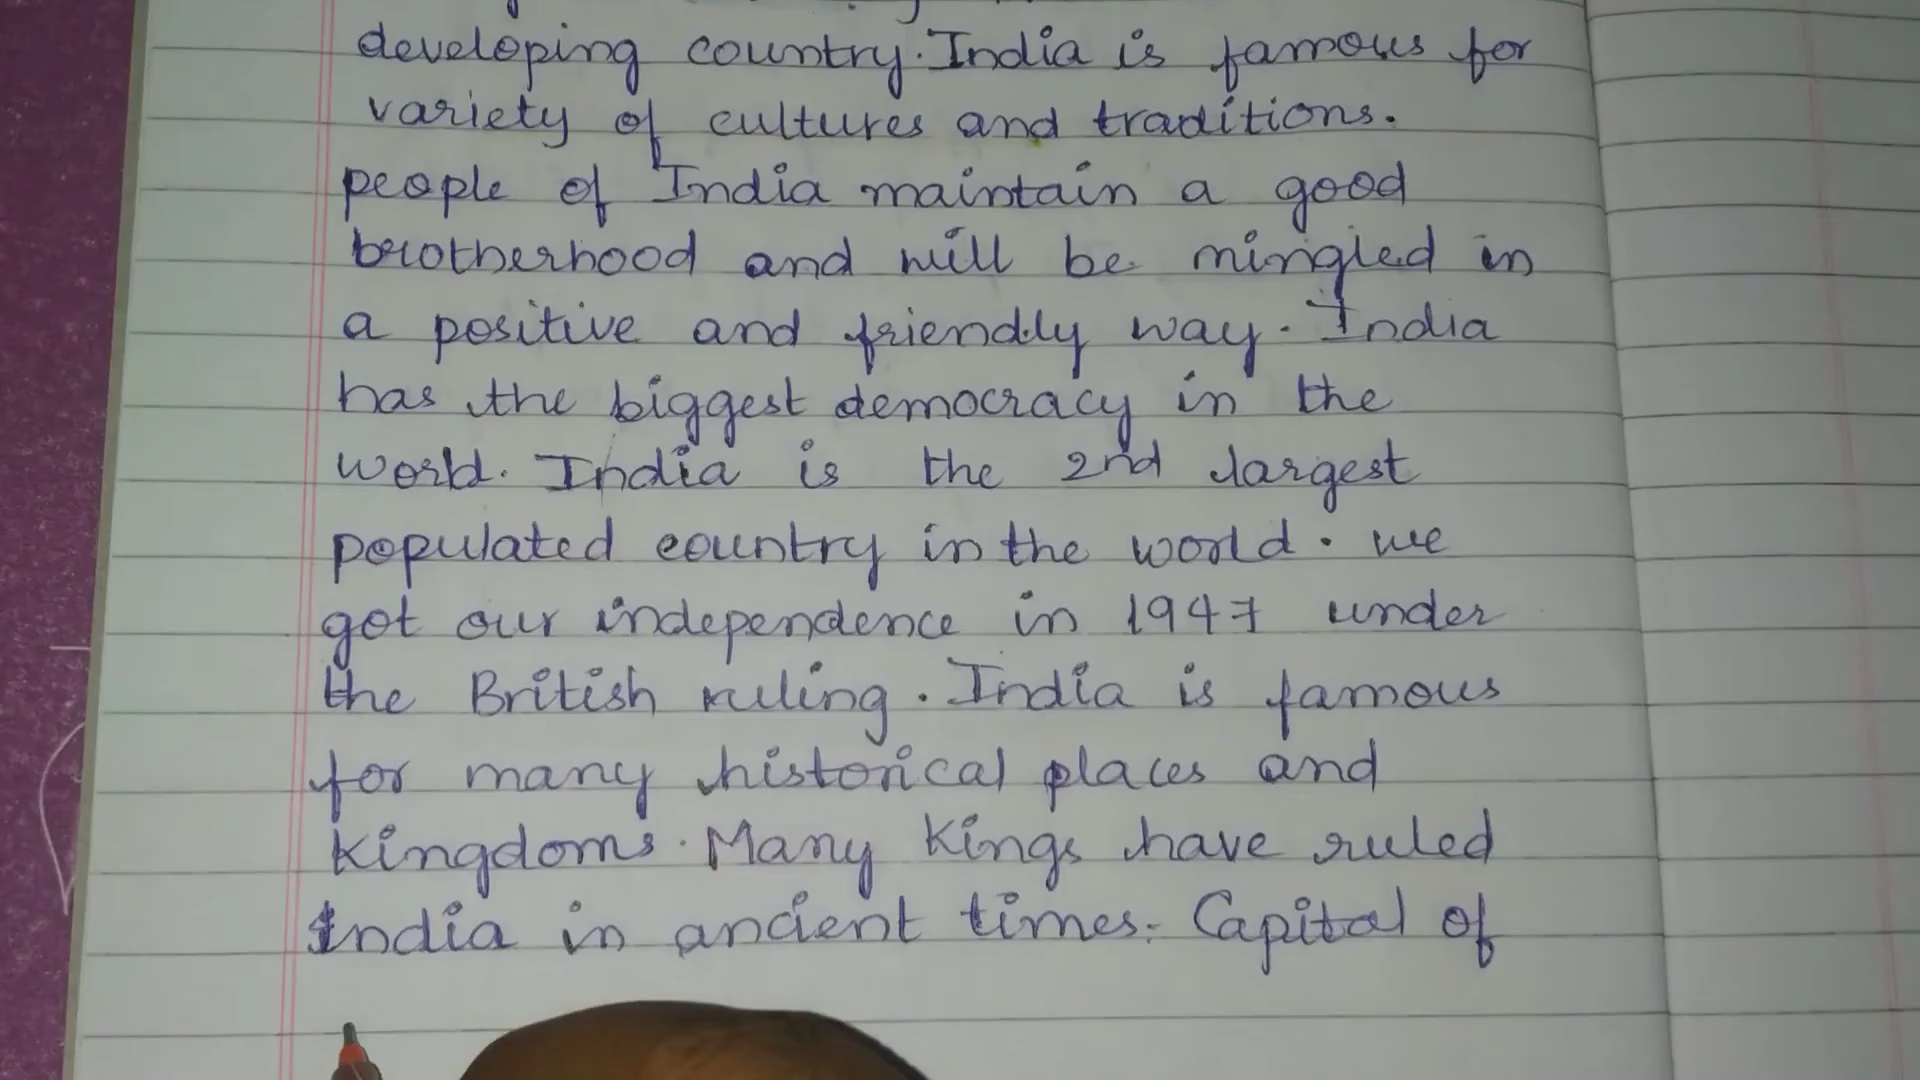 developing country. India is famous for
variety of cultures and traditions.
people of India maintain a good
brotherhood and will be mingled in
a positive and friendly way. India
has the biggest democracy in the
world. India is the 2nd largest
populated country in the world. we
got our independence in 1947 under
the British ruling. India is famous
for many historical places and
kingdoms. Many kings have ruled
India in ancient times. Capital of